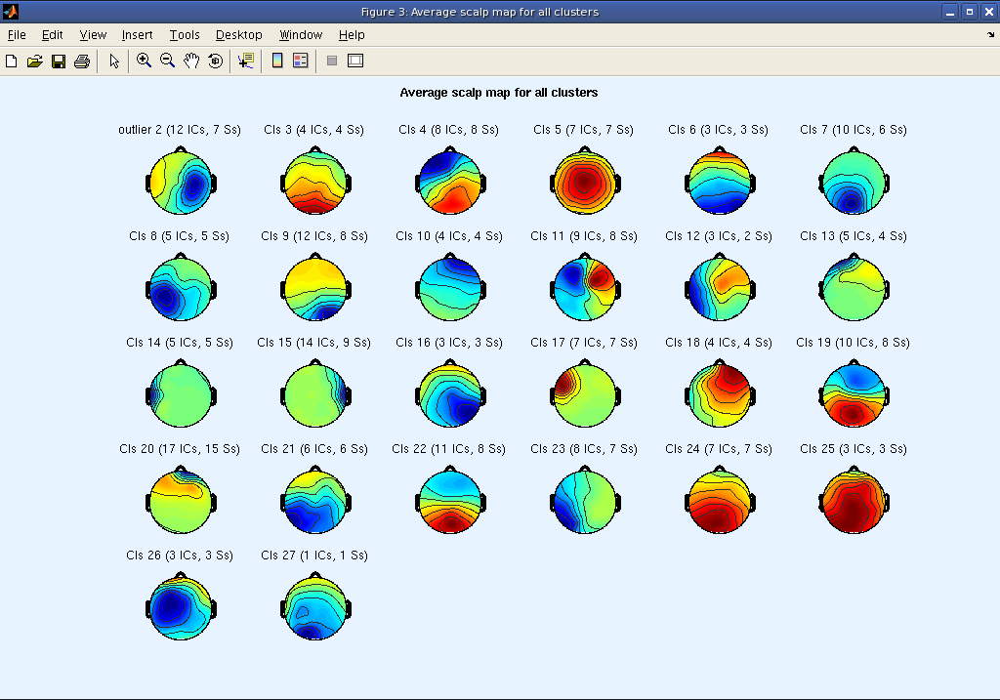 Figure 3: Average scalp map for all clusters
File Edit View Insert Tools Desktop Window Help
Average scalp map for all clusters
outlier 2 (12 ICs, 7 Ss) Cls 3 (4 ICs, 4 Ss) Cls 4 (8 ICs, 8 Ss) Cls 5 (7 ICs, 7 Ss) Cls 6 (3 ICs, 3 Ss) Cls 7 (10 ICs, 6 Ss)
Cls 8 (5 ICs, 5 Ss) Cls 9 (12 ICs, 8 Ss) Cls 10 (4 ICs, 4 Ss) Cls 11 (9 ICs, 8 Ss) Cls 12 (3 ICs, 2 Ss) Cls 13 (5 ICs, 4 Ss)
Cls 14 (5 ICs, 5 Ss) Cls 15 (14 ICs, 9 Ss) Cls 16 (3 ICs, 3 Ss) Cls 17 (7 ICs, 7 Ss) Cls 18 (4 ICs, 4 Ss) Cls 19 (10 ICs, 8 Ss)
Cls 20 (17 ICs, 15 Ss) Cls 21 (6 ICs, 6 Ss) Cls 22 (11 ICs, 8 Ss) Cls 23 (8 ICs, 7 Ss) Cls 24 (7 ICs, 7 Ss) Cls 25 (3 ICs, 3 Ss)
Cls 26 (3 ICs, 3 Ss) Cls 27 (1 ICs, 1 Ss)